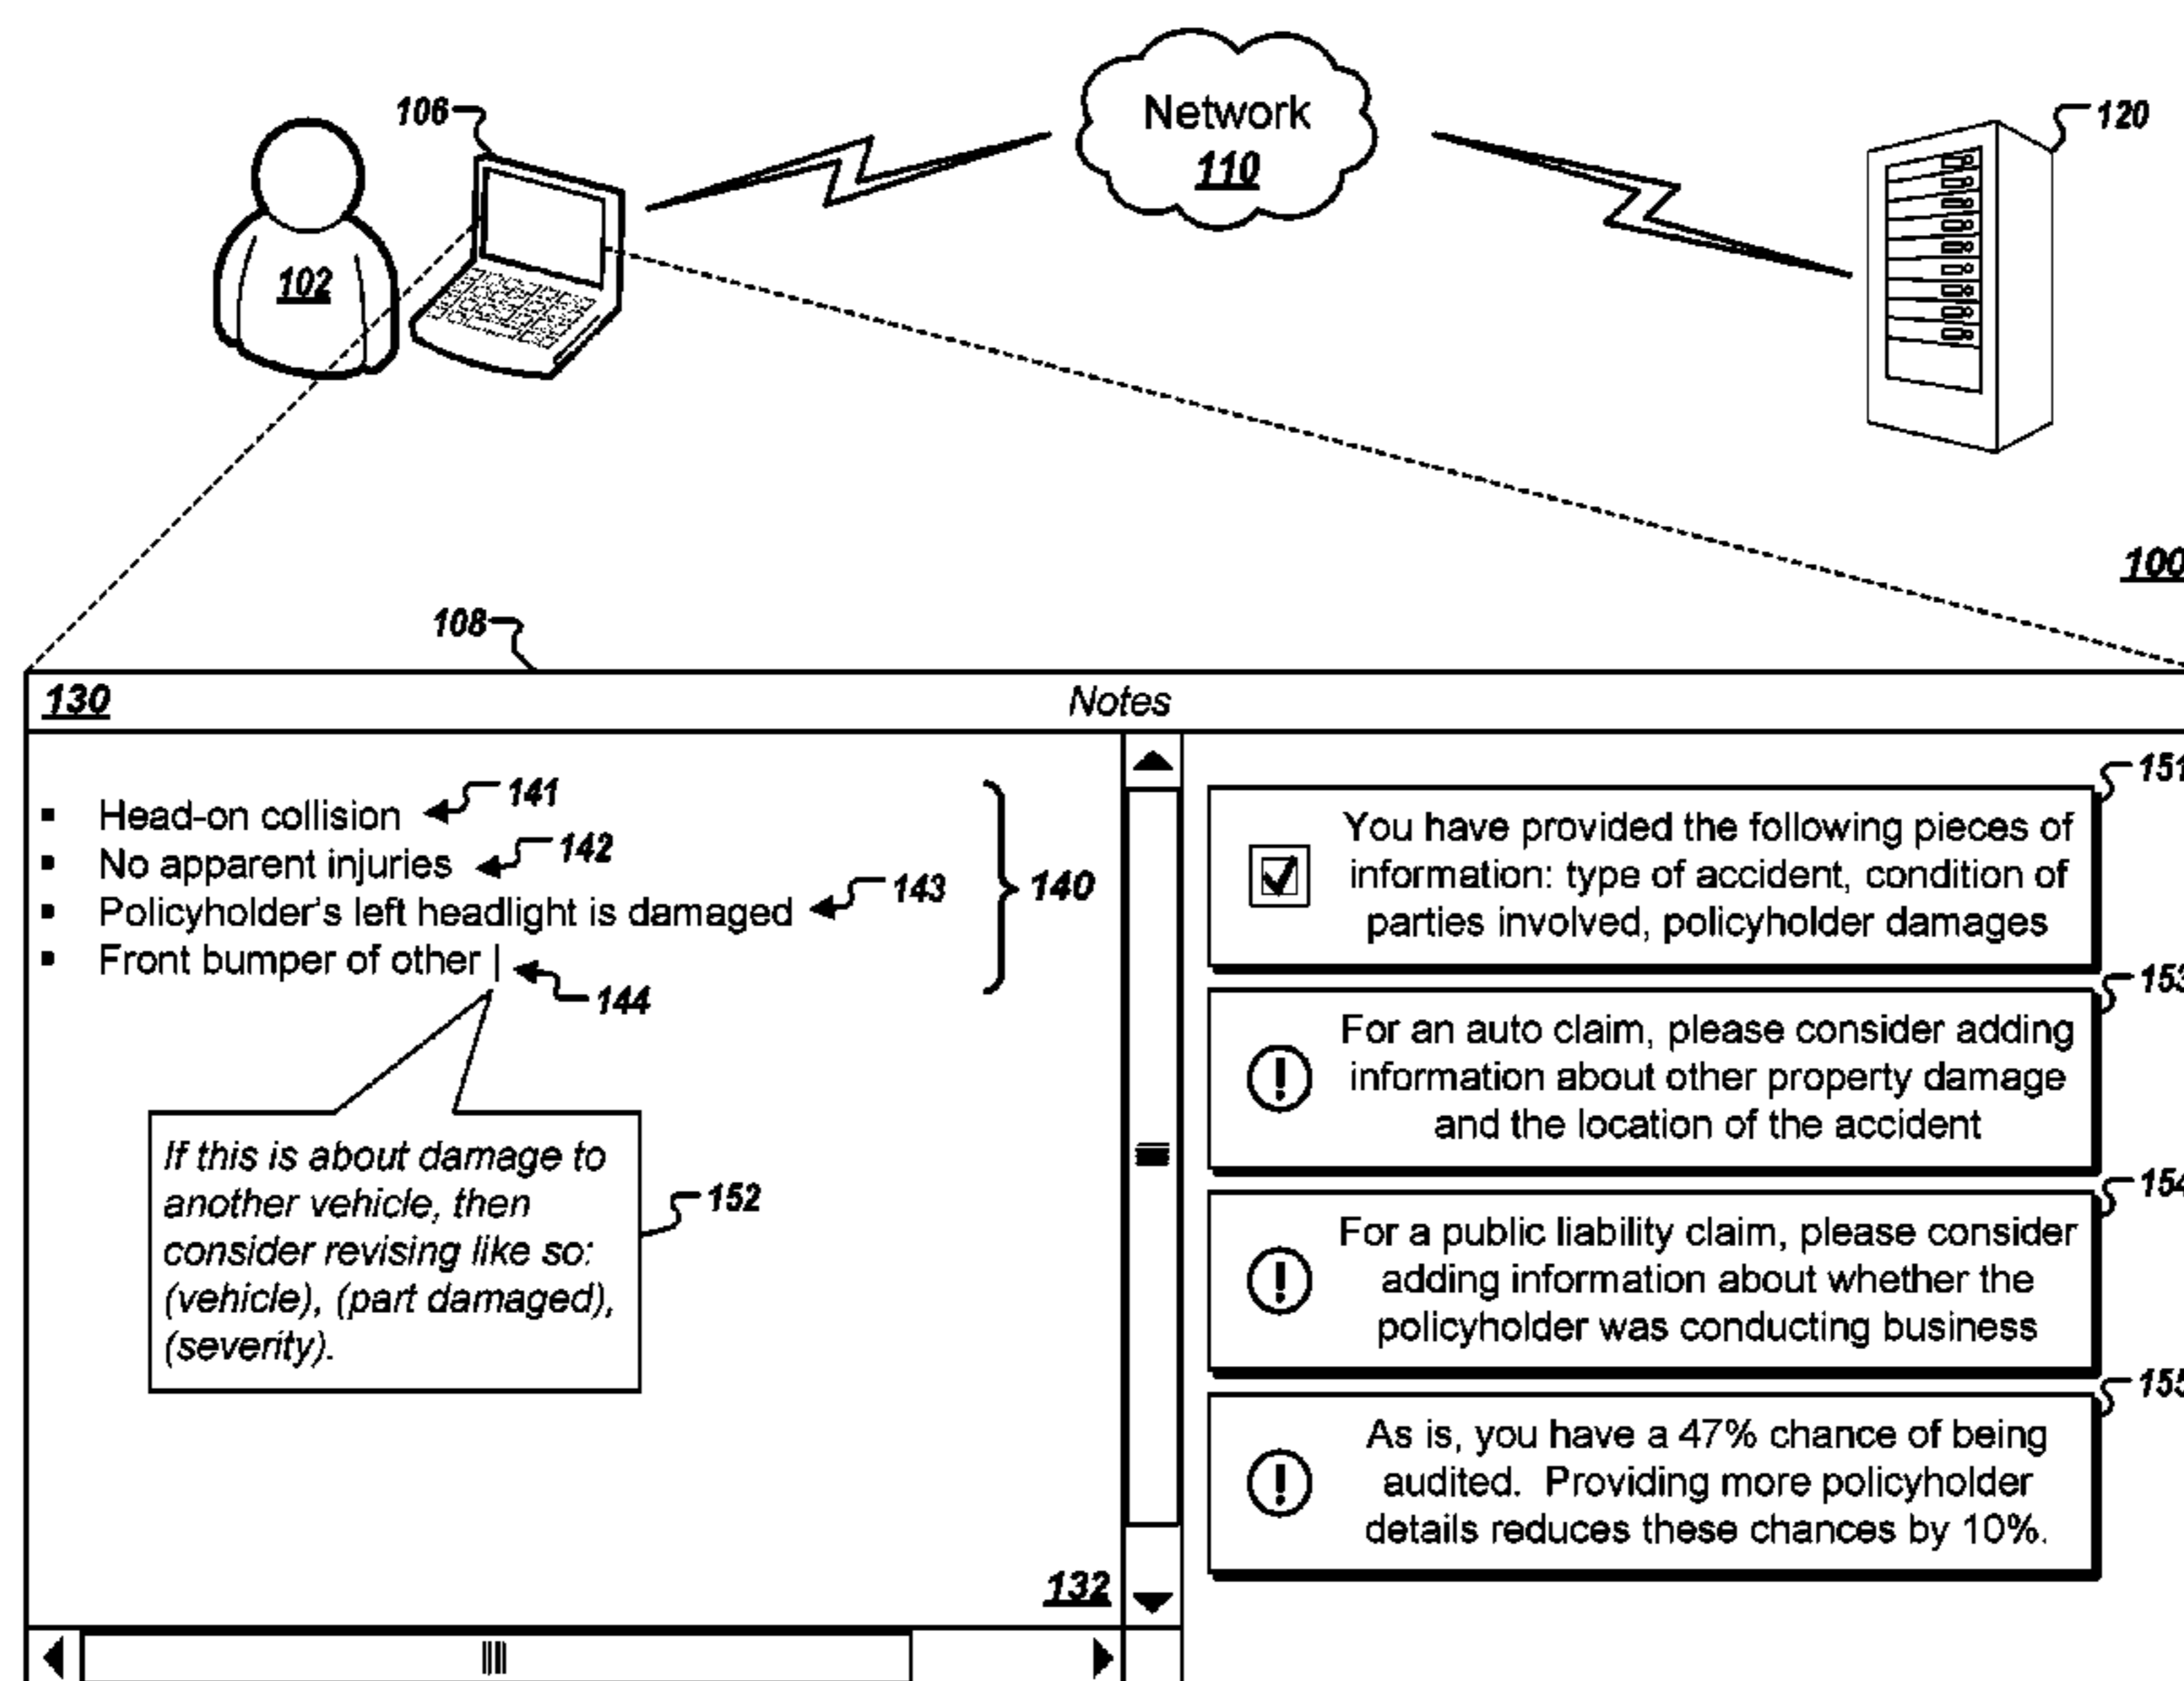 106
Network
110
120
102
100
108
130
Notes
Head-on collision
141
No apparent injuries
142
Policyholder's left headlight is damaged
143
Front bumper of other |
144
140
If this is about damage to
another vehicle, then
consider revising like so:
(vehicle), (part damaged),
(severity).
152
132
151
You have provided the following pieces of
information: type of accident, condition of
parties involved, policyholder damages
153
For an auto claim, please consider adding
information about other property damage
and the location of the accident
154
For a public liability claim, please consider
adding information about whether the
policyholder was conducting business
155
As is, you have a 47% chance of being
audited. Providing more policyholder
details reduces these chances by 10%.